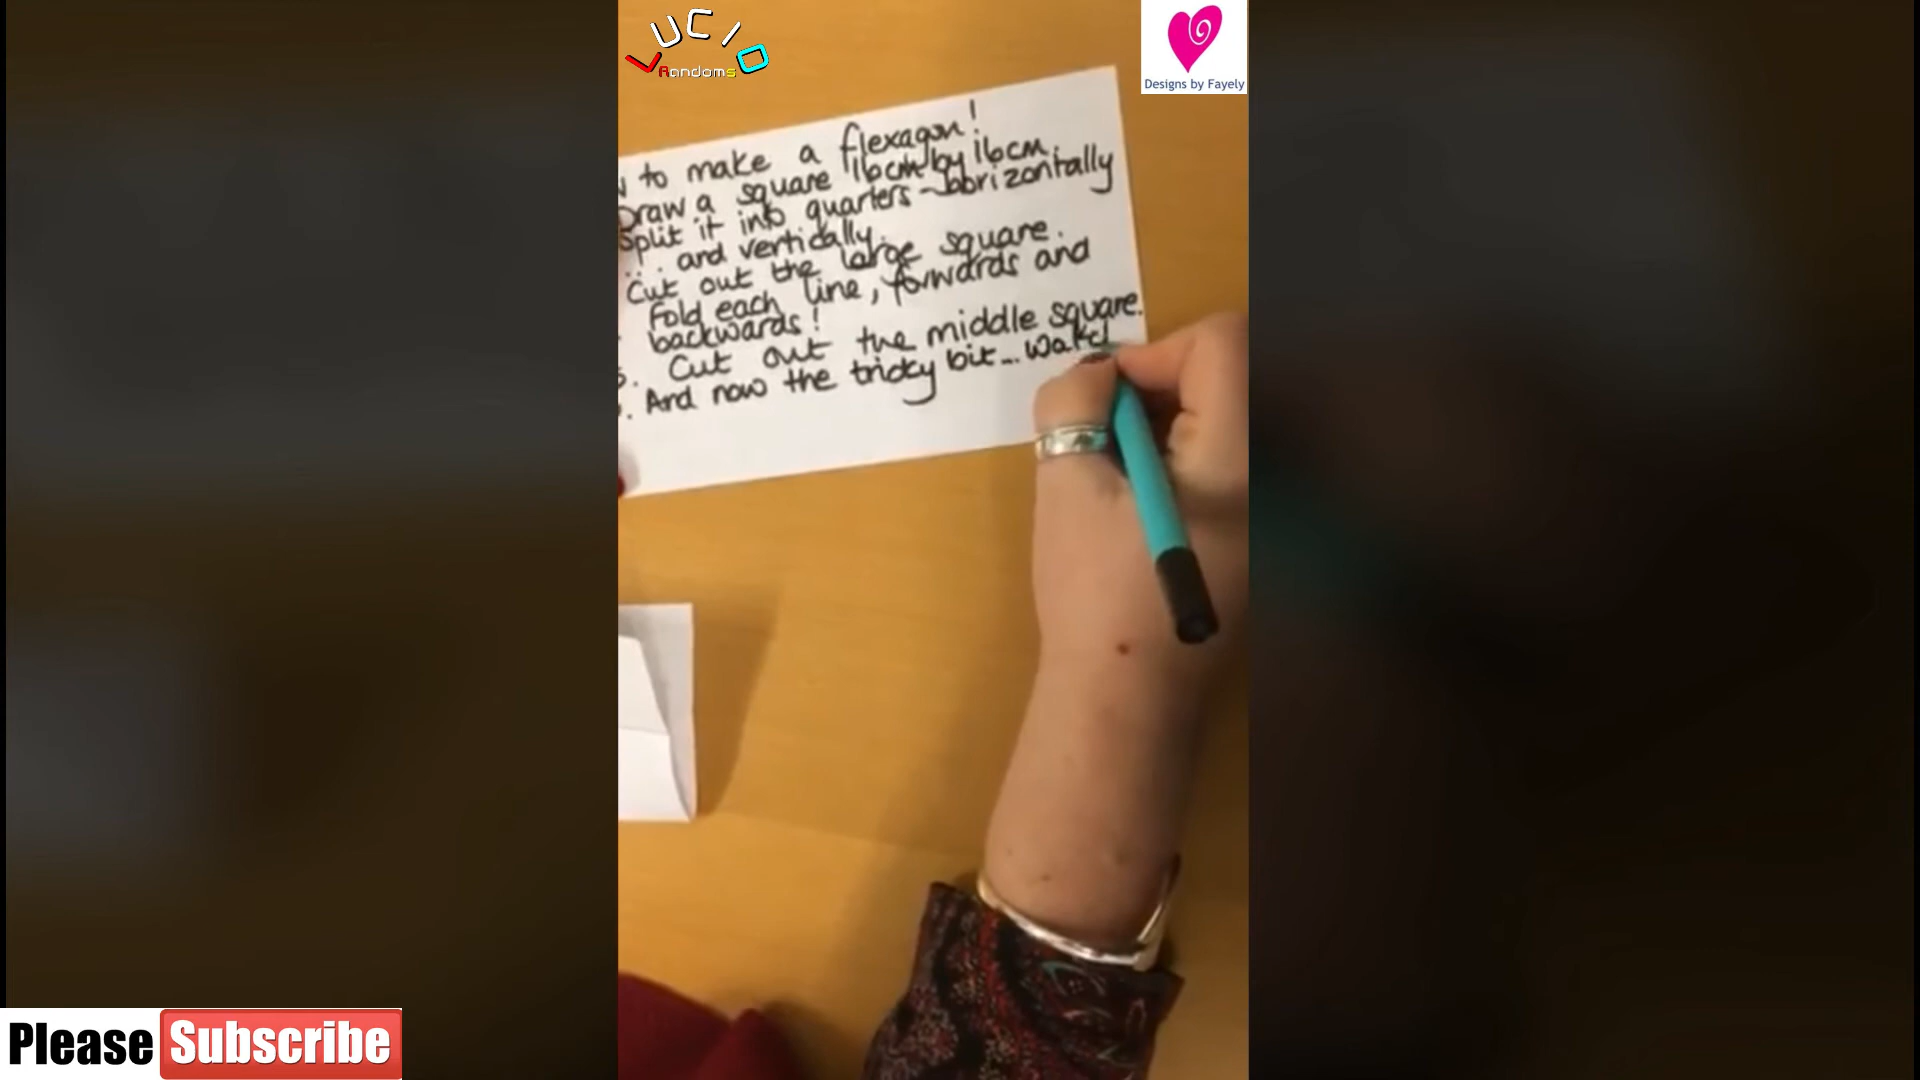 LUCIO
Randoms
Designs by Fayely
to make a flexagon!
Draw a square 16cm by 16cm.
Split it into quarters - horizontally
... and vertically.
Cut out the large square.
Fold each line, forwards and
backwards!
5. Cut out the middle square.
. And now the tricky bit... Watch
Please Subscribe